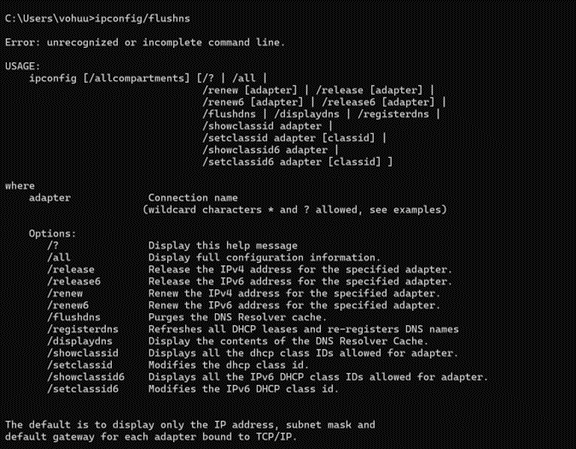 C:\Users\vohuu>ipconfig/flushns
Error: unrecognized or incomplete command line.
USAGE:
ipconfig [/allcompartments] [/? | /all |
/renew [adapter] | /release [adapter] |
/renew6 [adapter] | /release6 [adapter] |
/flushdns | /displaydns | /registerdns |
/showclassid adapter |
/setclassid adapter [classid] |
/showclassid6 adapter |
/setclassid6 adapter [classid] ]
where
adapter Connection name
(wildcard characters * and ? allowed, see examples)
Options:
/? Display this help message
/all Display full configuration information.
/release Release the IPv4 address for the specified adapter.
/release6 Release the IPv6 address for the specified adapter.
/renew Renew the IPv4 address for the specified adapter.
/renew6 Renew the IPv6 address for the specified adapter.
/flushdns Purges the DNS Resolver cache.
/registerdns Refreshes all DHCP leases and re-registers DNS names
/displaydns Display the contents of the DNS Resolver Cache.
/showclassid Displays all the dhcp class IDs allowed for adapter.
/setclassid Modifies the dhcp class id.
/showclassid6 Displays all the IPv6 DHCP class IDs allowed for adapter.
/setclassid6 Modifies the IPv6 DHCP class id.
The default is to display only the IP address, subnet mask and
default gateway for each adapter bound to TCP/IP.